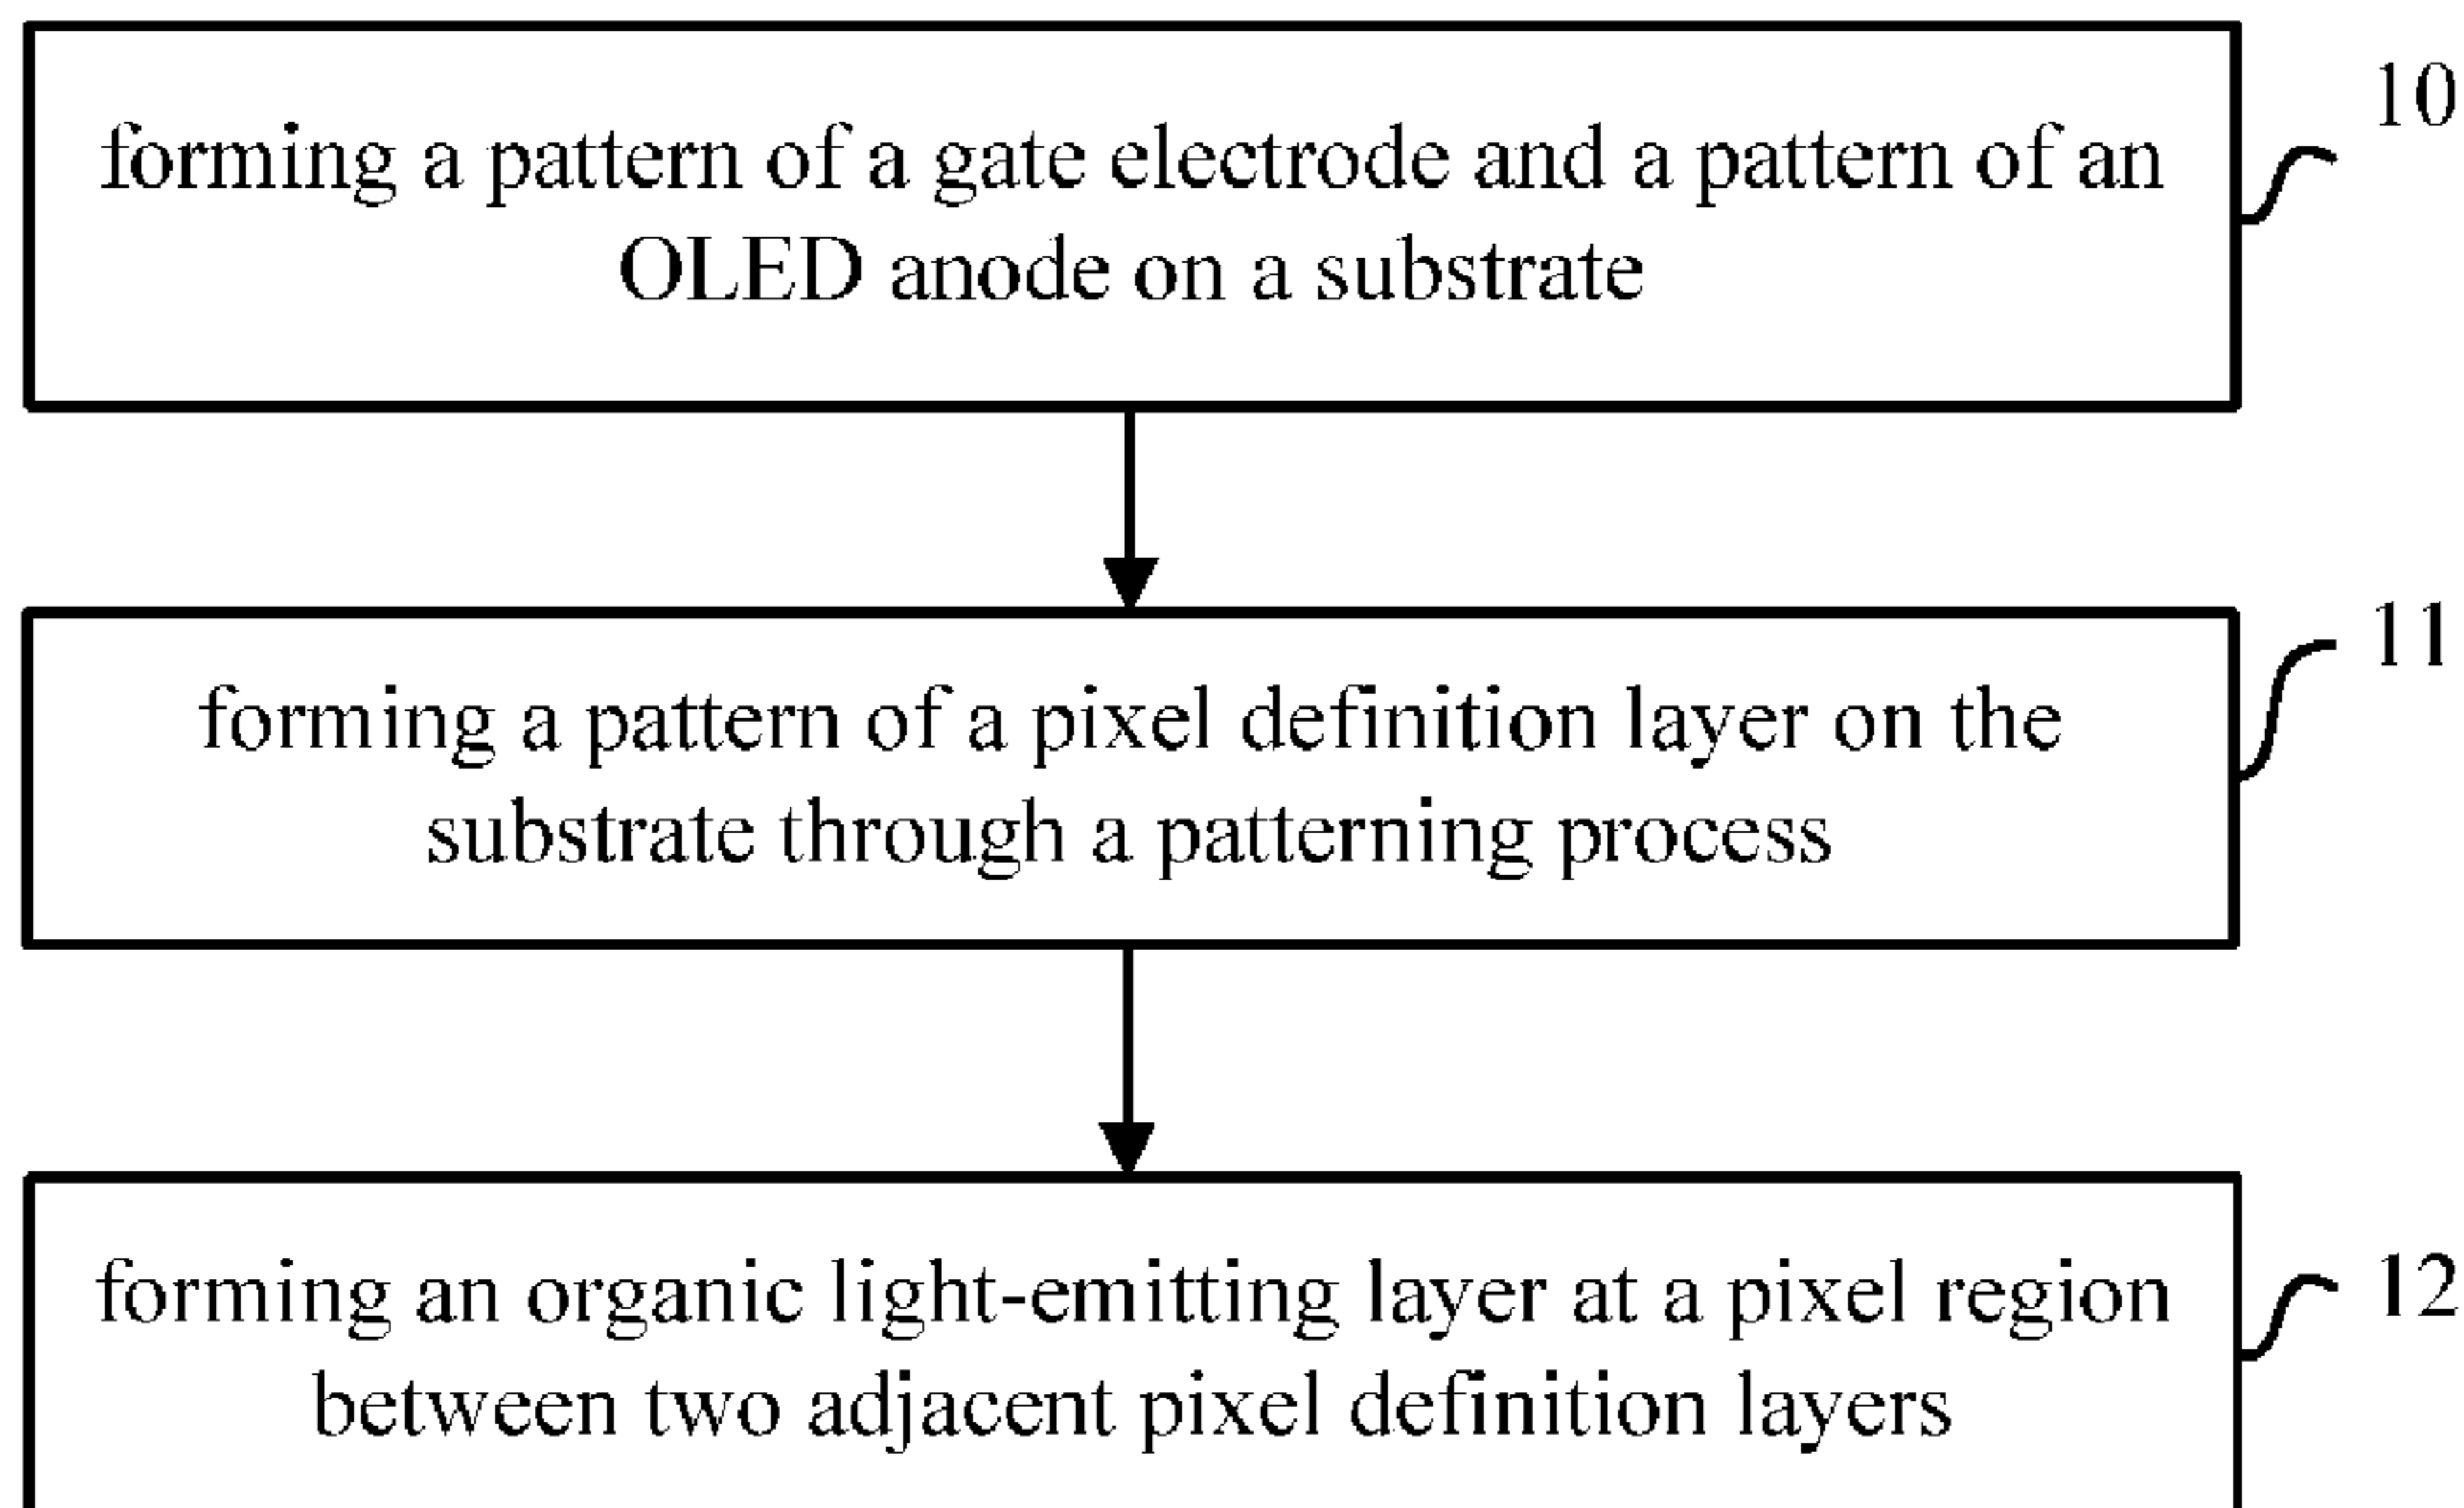 10
forming a pattern of a gate electrode and a pattern of an
OLED anode on a substrate
11
forming a pattern of a pixel definition layer on the
substrate through a patterning process
12
forming an organic light-emitting layer at a pixel region
between two adjacent pixel definition layers